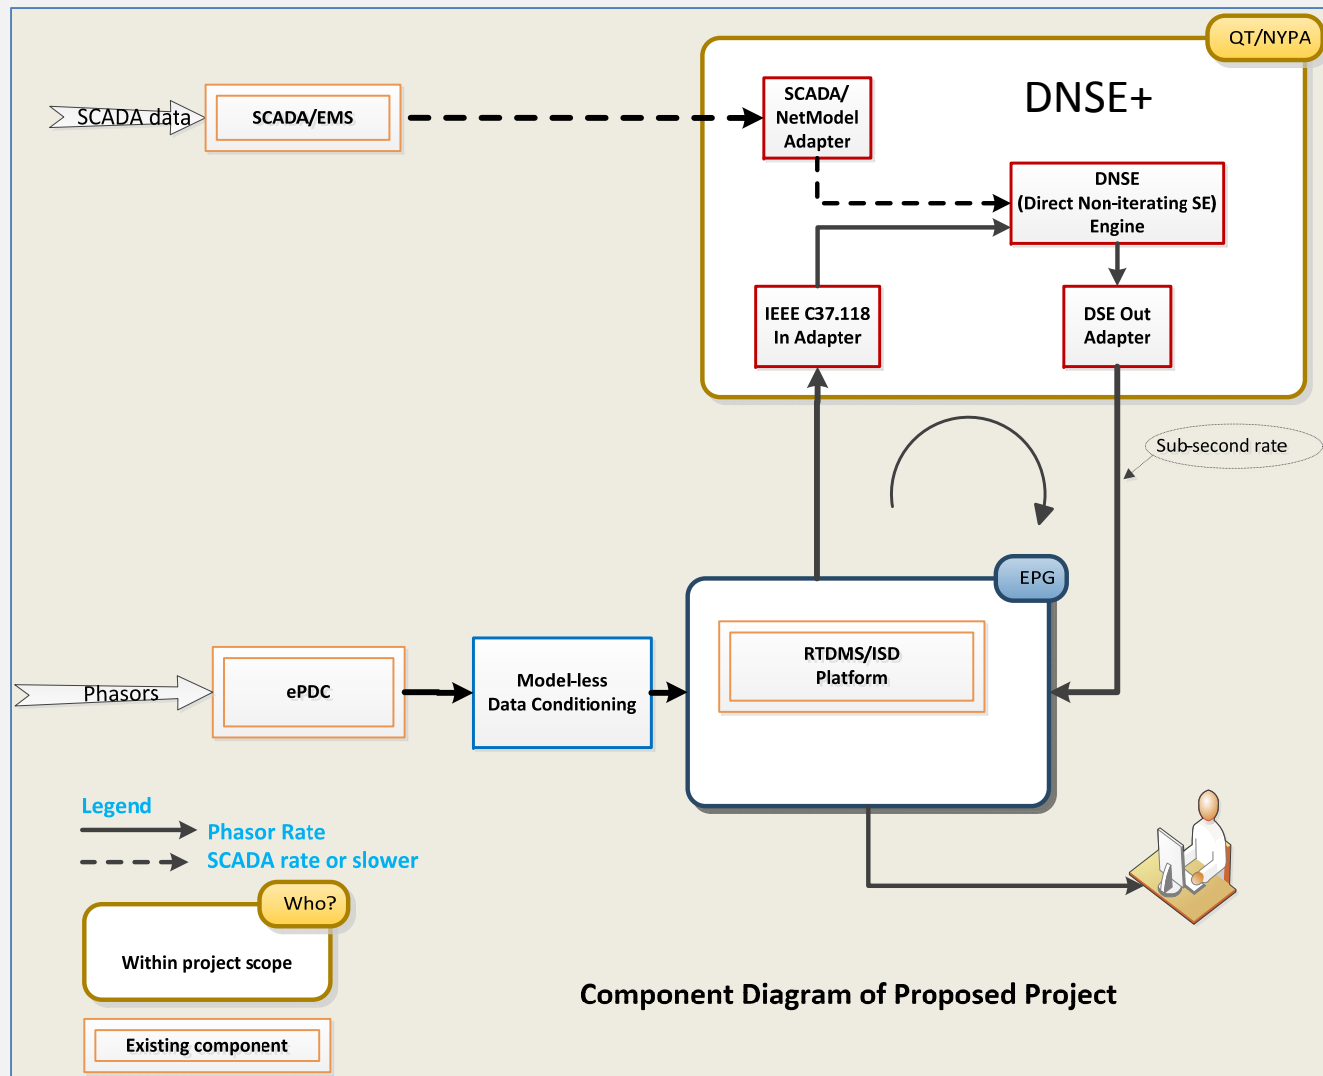 QT/NYPA
DNSE+
SCADA data
SCADA/EMS
SCADA/
NetModel
Adapter
DNSE
(Direct Non-iterating SE)
Engine
IEEE C37.118
In Adapter
DSE Out
Adapter
Sub-second rate
EPG
Phasors
ePDC
Model-less
Data Conditioning
RTDMS/ISD
Platform
Legend
Phasor Rate
SCADA rate or slower
Who?
Within project scope
Existing component
Component Diagram of Proposed Project